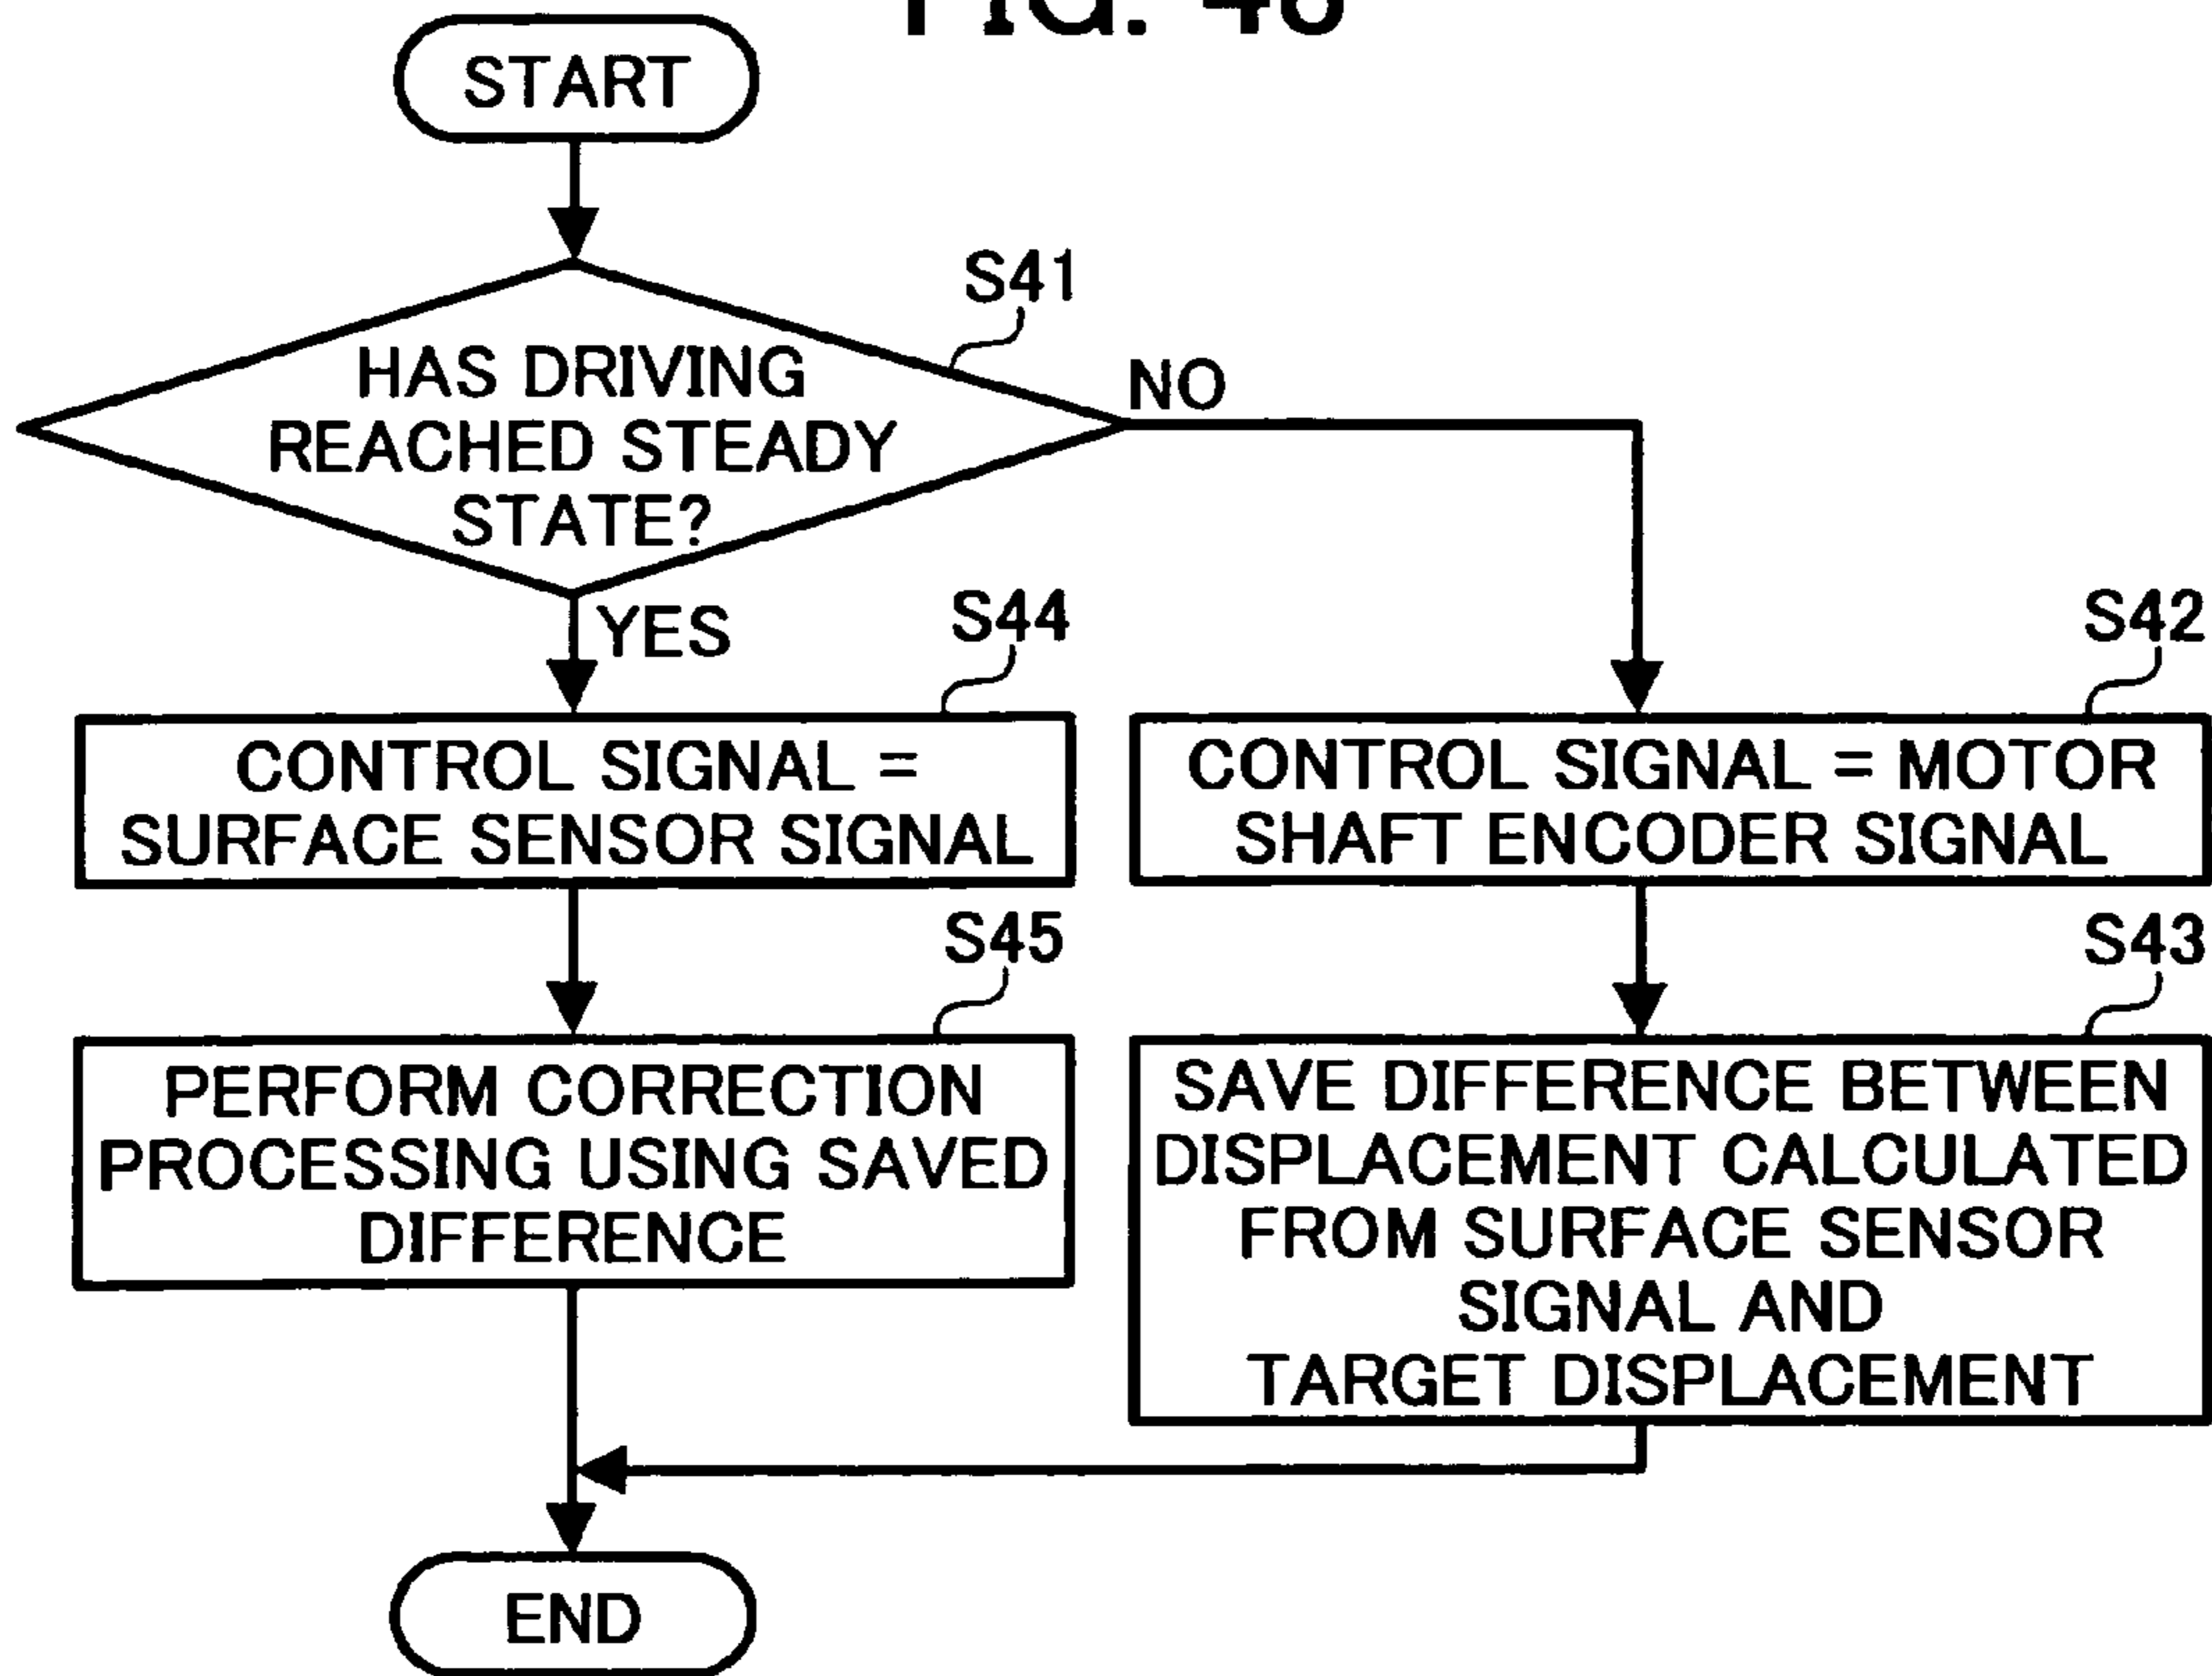 START
S41
HAS DRIVING
REACHED STEADY
STATE?
NO
YES
S44
CONTROL SIGNAL =
SURFACE SENSOR SIGNAL
S42
CONTROL SIGNAL = MOTOR
SHAFT ENCODER SIGNAL
S45
PERFORM CORRECTION
PROCESSING USING SAVED
DIFFERENCE
S43
SAVE DIFFERENCE BETWEEN
DISPLACEMENT CALCULATED
FROM SURFACE SENSOR
SIGNAL AND
TARGET DISPLACEMENT
END